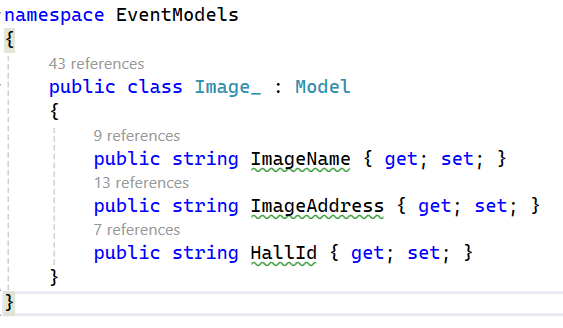 namespace EventModels
{
43 references
public class Image_ : Model
{
9 references
public string ImageName { get; set; }
13 references
public string ImageAddress { get; set; }
7 references
public string HallId { get; set; }
}
}